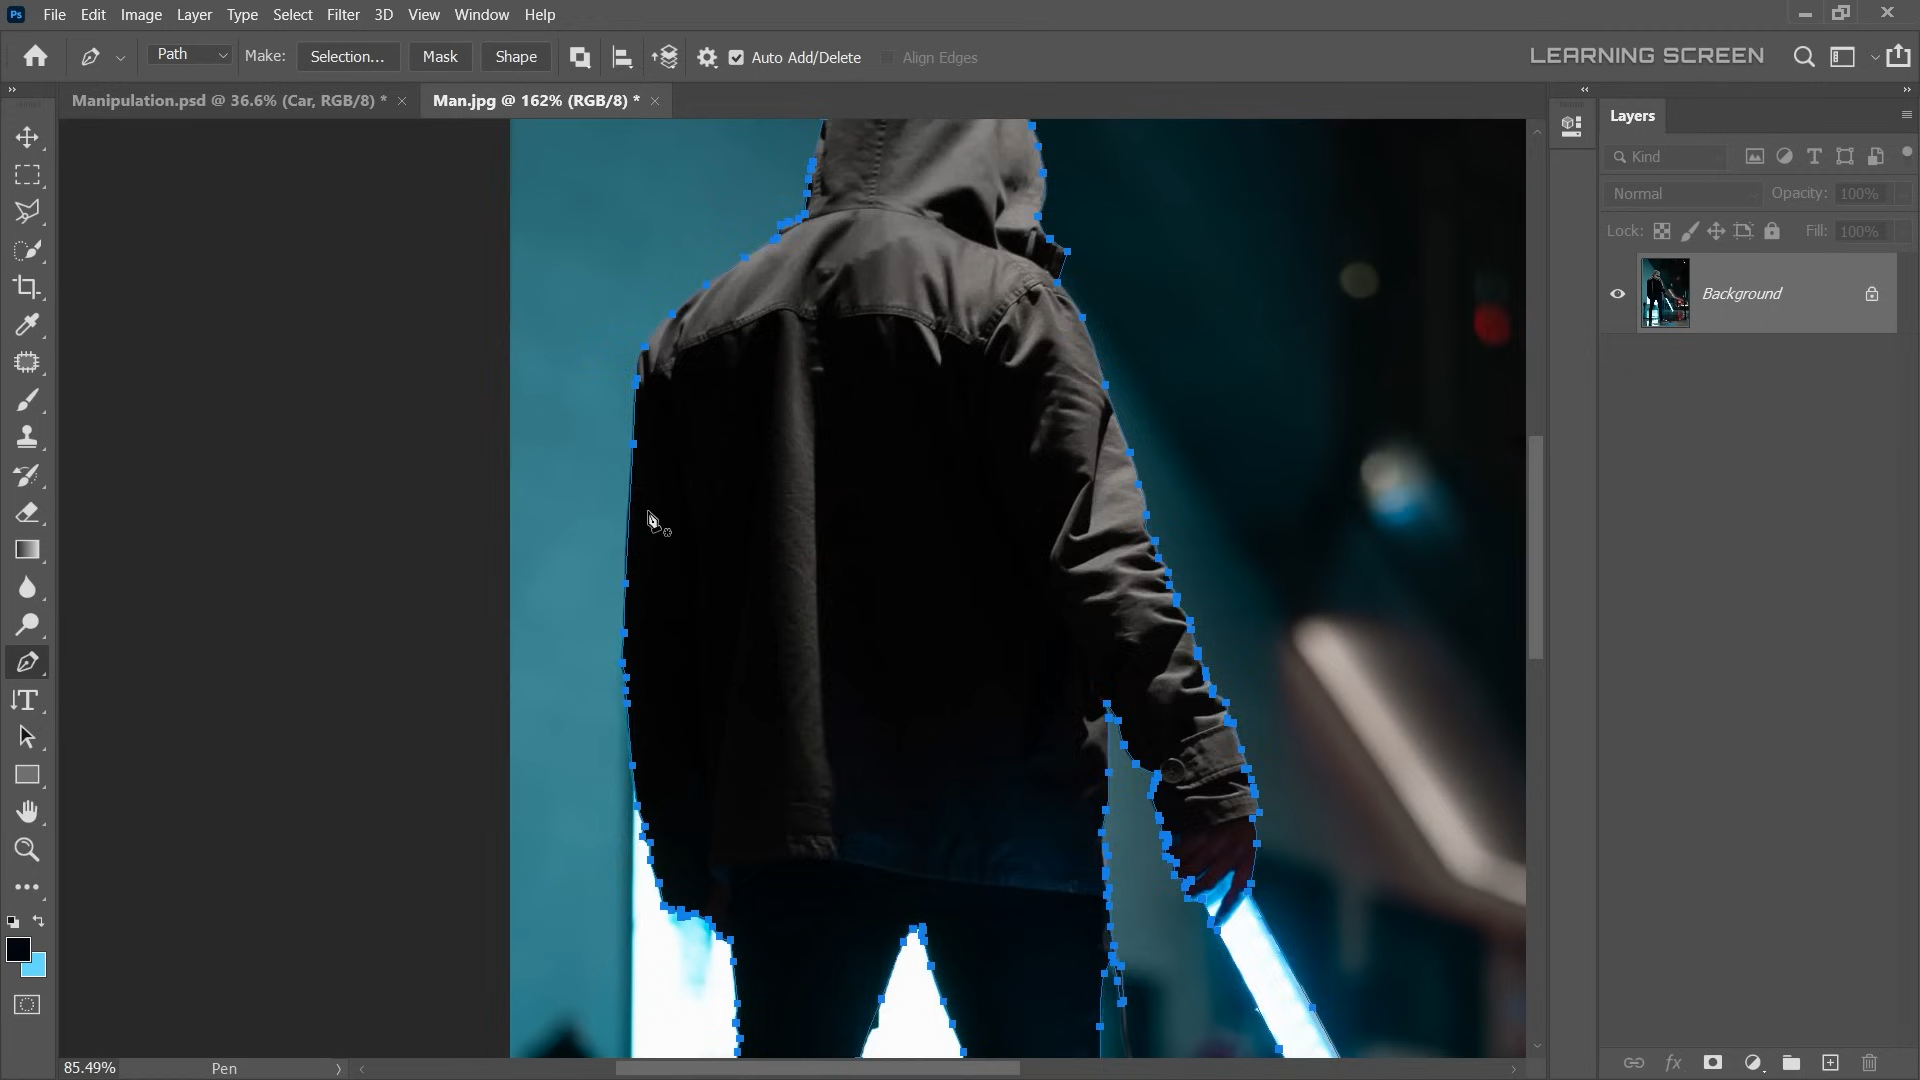 Ps File Edit Image Layer Type Select Filter 3D View Window Help
Path Make: Selection... Mask Shape Auto Add/Delete Align Edges LEARNING SCREEN
Manipulation.psd @ 36.6% (Car, RGB/8) * Man.jpg @ 162% (RGB/8) *
Layers
Kind
Normal Opacity: 100%
Lock: Fill: 100%
Background
85.49% Pen